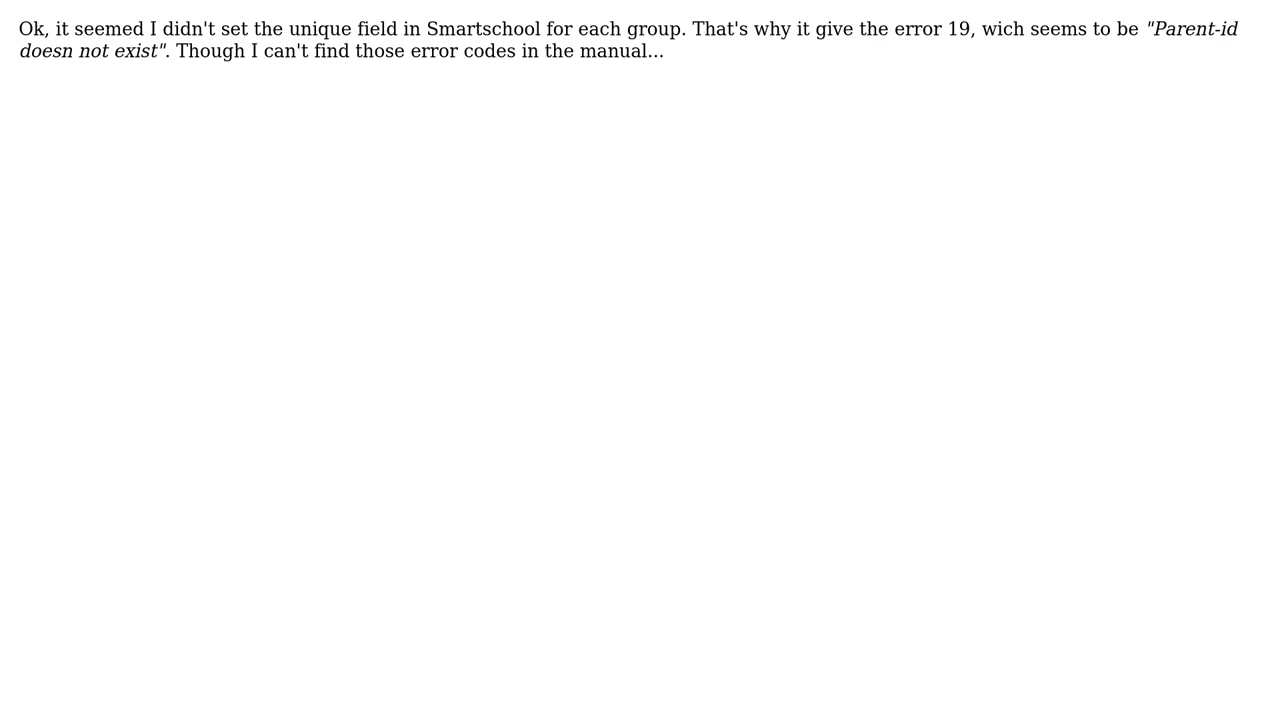 Ok, it seemed I didn't set the unique field in Smartschool for each group. That's why it give the error 19, wich seems to be "Parent-id
doesn not exist". Though I can't find those error codes in the manual...